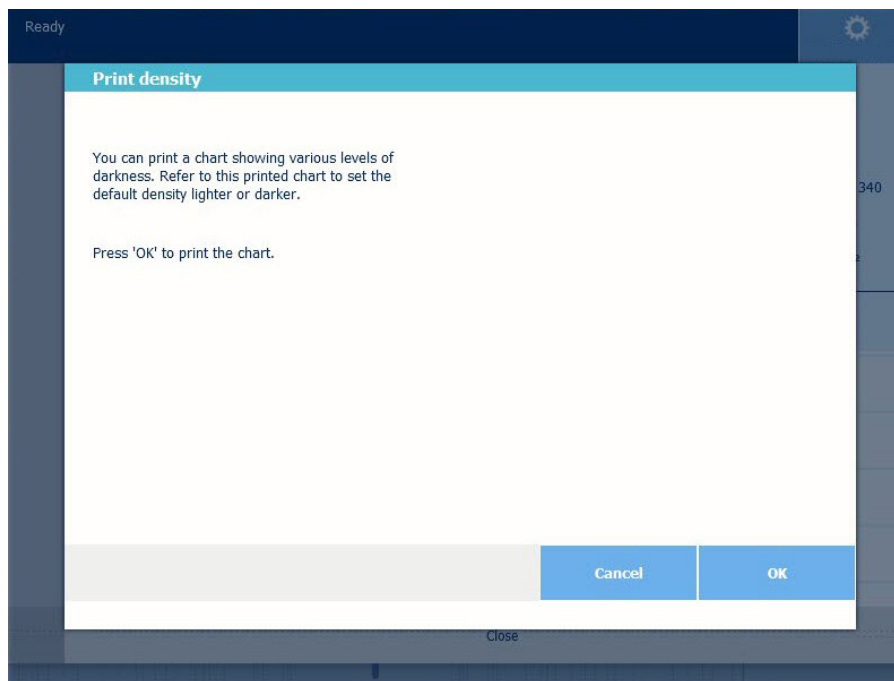 Ready
Print density
You can print a chart showing various levels of
darkness. Refer to this printed chart to set the
default density lighter or darker.
340
Press 'OK' to print the chart.
Cancel
OK
Close